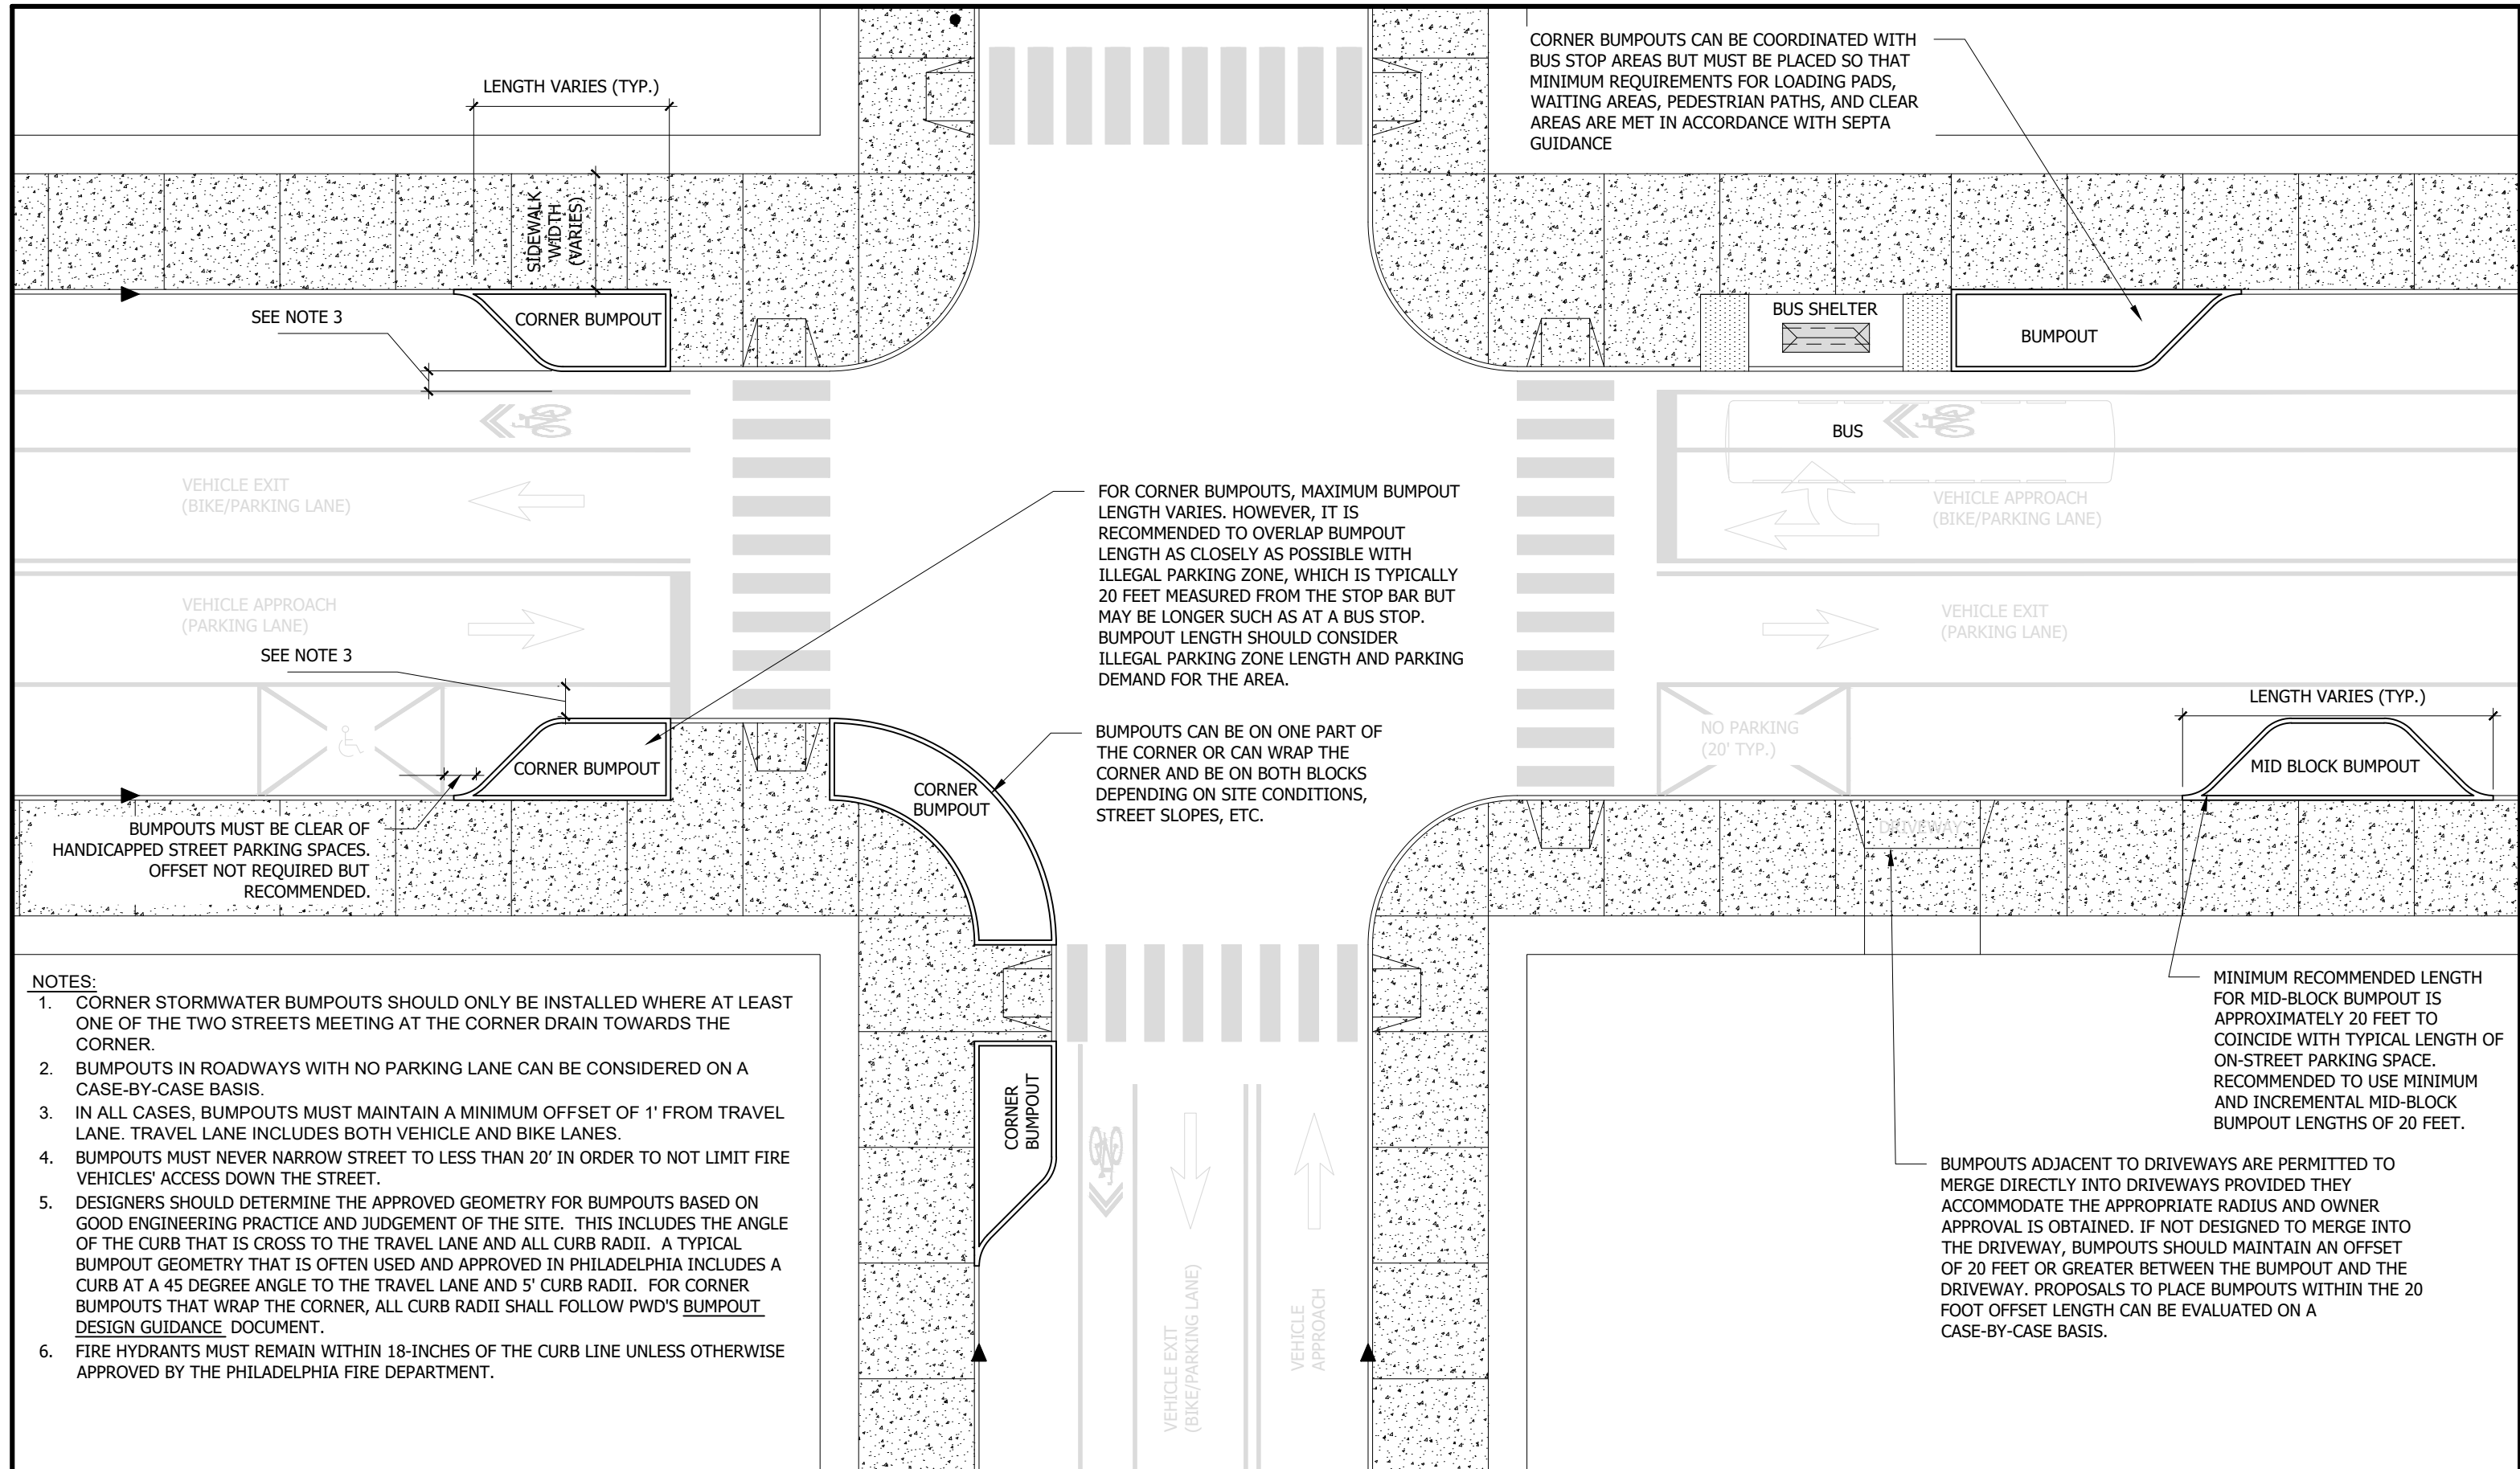 LENGTH VARIES (TYP.)
CORNER BUMPOUTS CAN BE COORDINATED WITH
BUS STOP AREAS BUT MUST BE PLACED SO THAT
MINIMUM REQUIREMENTS FOR LOADING PADS,
WAITING AREAS, PEDESTRIAN PATHS, AND CLEAR
AREAS ARE MET IN ACCORDANCE WITH SEPTA
GUIDANCE
SIDEWALK
WIDTH
(VARIES)
SEE NOTE 3
CORNER BUMPOUT
BUS SHELTER
BUMPOUT
BUS
VEHICLE EXIT
(BIKE/PARKING LANE)
VEHICLE APPROACH
(BIKE/PARKING LANE)
FOR CORNER BUMPOUTS, MAXIMUM BUMPOUT
LENGTH VARIES. HOWEVER, IT IS
RECOMMENDED TO OVERLAP BUMPOUT
LENGTH AS CLOSELY AS POSSIBLE WITH
ILLEGAL PARKING ZONE, WHICH IS TYPICALLY
20 FEET MEASURED FROM THE STOP BAR BUT
MAY BE LONGER SUCH AS AT A BUS STOP.
BUMPOUT LENGTH SHOULD CONSIDER
ILLEGAL PARKING ZONE LENGTH AND PARKING
DEMAND FOR THE AREA.
VEHICLE APPROACH
(PARKING LANE)
VEHICLE EXIT
(PARKING LANE)
SEE NOTE 3
LENGTH VARIES (TYP.)
NO PARKING
(20' TYP.)
BUMPOUTS CAN BE ON ONE PART OF
THE CORNER OR CAN WRAP THE
CORNER AND BE ON BOTH BLOCKS
DEPENDING ON SITE CONDITIONS,
STREET SLOPES, ETC.
CORNER BUMPOUT
CORNER
BUMPOUT
MID BLOCK BUMPOUT
BUMPOUTS MUST BE CLEAR OF
HANDICAPPED STREET PARKING SPACES.
OFFSET NOT REQUIRED BUT
RECOMMENDED.
DRIVEWAY
NOTES:
1. CORNER STORMWATER BUMPOUTS SHOULD ONLY BE INSTALLED WHERE AT LEAST
ONE OF THE TWO STREETS MEETING AT THE CORNER DRAIN TOWARDS THE
CORNER.
2. BUMPOUTS IN ROADWAYS WITH NO PARKING LANE CAN BE CONSIDERED ON A
CASE-BY-CASE BASIS.
3. IN ALL CASES, BUMPOUTS MUST MAINTAIN A MINIMUM OFFSET OF 1' FROM TRAVEL
LANE. TRAVEL LANE INCLUDES BOTH VEHICLE AND BIKE LANES.
4. BUMPOUTS MUST NEVER NARROW STREET TO LESS THAN 20' IN ORDER TO NOT LIMIT FIRE
VEHICLES' ACCESS DOWN THE STREET.
5. DESIGNERS SHOULD DETERMINE THE APPROVED GEOMETRY FOR BUMPOUTS BASED ON
GOOD ENGINEERING PRACTICE AND JUDGEMENT OF THE SITE. THIS INCLUDES THE ANGLE
OF THE CURB THAT IS CROSS TO THE TRAVEL LANE AND ALL CURB RADII. A TYPICAL
BUMPOUT GEOMETRY THAT IS OFTEN USED AND APPROVED IN PHILADELPHIA INCLUDES A
CURB AT A 45 DEGREE ANGLE TO THE TRAVEL LANE AND 5' CURB RADII. FOR CORNER
BUMPOUTS THAT WRAP THE CORNER, ALL CURB RADII SHALL FOLLOW PWD'S BUMPOUT
DESIGN GUIDANCE DOCUMENT.
6. FIRE HYDRANTS MUST REMAIN WITHIN 18-INCHES OF THE CURB LINE UNLESS OTHERWISE
APPROVED BY THE PHILADELPHIA FIRE DEPARTMENT.
CORNER
BUMPOUT
VEHICLE EXIT
(BIKE/PARKING LANE)
VEHICLE
APPROACH
MINIMUM RECOMMENDED LENGTH
FOR MID-BLOCK BUMPOUT IS
APPROXIMATELY 20 FEET TO
COINCIDE WITH TYPICAL LENGTH OF
ON-STREET PARKING SPACE.
RECOMMENDED TO USE MINIMUM
AND INCREMENTAL MID-BLOCK
BUMPOUT LENGTHS OF 20 FEET.
BUMPOUTS ADJACENT TO DRIVEWAYS ARE PERMITTED TO
MERGE DIRECTLY INTO DRIVEWAYS PROVIDED THEY
ACCOMMODATE THE APPROPRIATE RADIUS AND OWNER
APPROVAL IS OBTAINED. IF NOT DESIGNED TO MERGE INTO
THE DRIVEWAY, BUMPOUTS SHOULD MAINTAIN AN OFFSET
OF 20 FEET OR GREATER BETWEEN THE BUMPOUT AND THE
DRIVEWAY. PROPOSALS TO PLACE BUMPOUTS WITHIN THE 20
FOOT OFFSET LENGTH CAN BE EVALUATED ON A
CASE-BY-CASE BASIS.